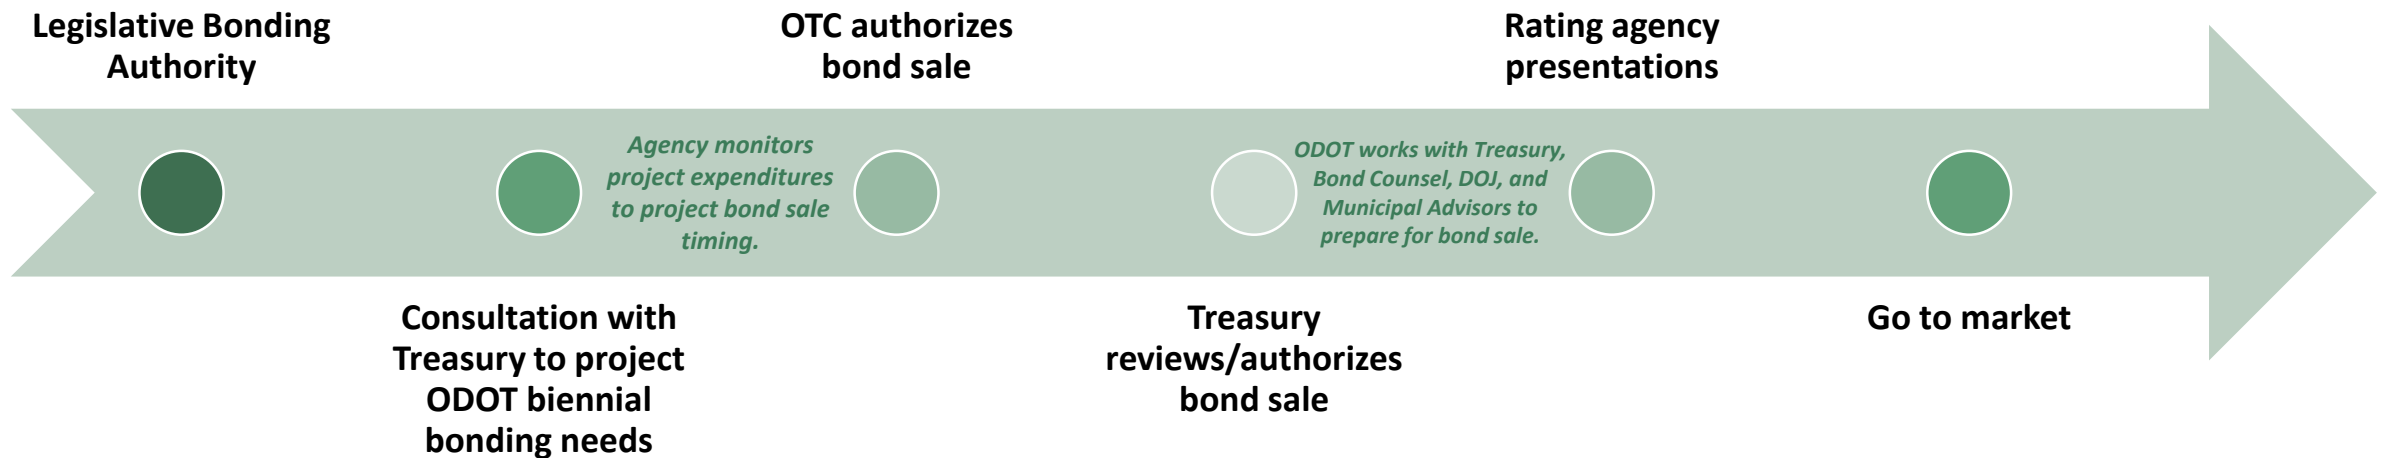 Legislative Bonding
Authority
OTC authorizes
bond sale
Rating agency
presentations
Agency monitors
project expenditures
to project bond sale
timing.
ODOT works with Treasury,
Bond Counsel, DOJ, and
Municipal Advisors to
prepare for bond sale.
Consultation with
Treasury to project
ODOT biennial
bonding needs
Treasury
reviews/authorizes
bond sale
Go to market